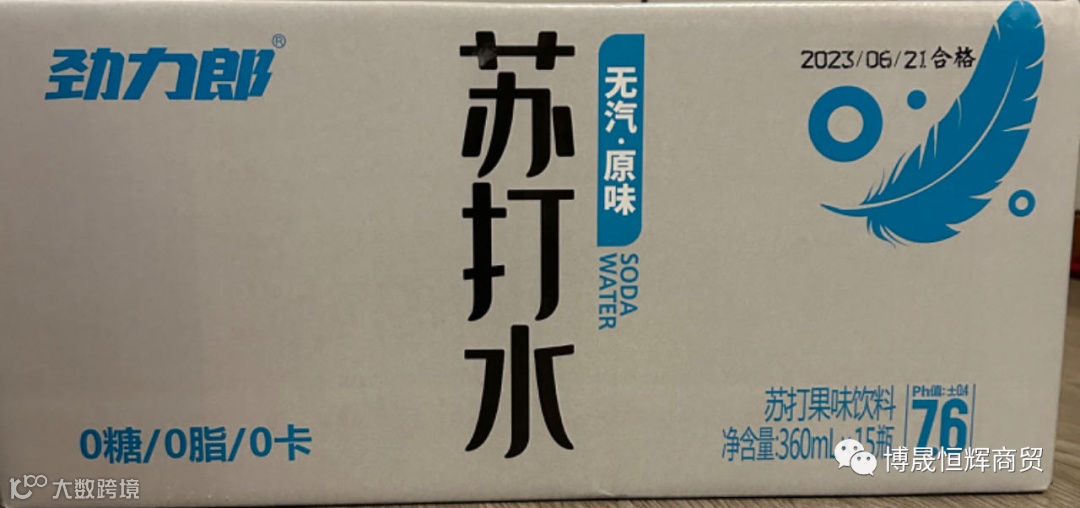 劲力郎®
苏打水
无汽·原味
SODA
WATER
2023/06/21合格
0糖/0脂/0卡
苏打果味饮料
净含量:360mL 15瓶
Ph值:±0.4
7.6
博晟恒辉商贸
大数跨境